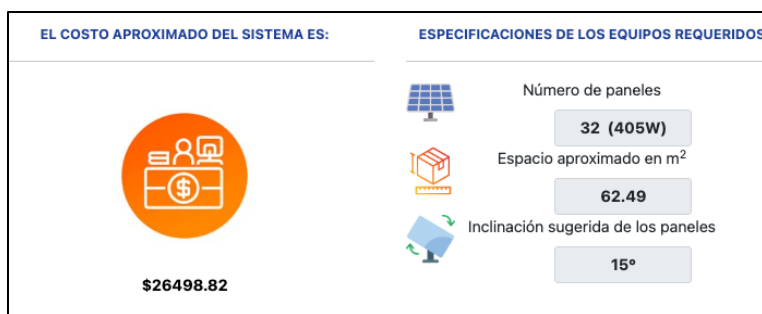 EL COSTO APROXIMADO DEL SISTEMA ES:
$
$26498.82
ESPECIFICACIONES DE LOS EQUIPOS REQUERIDOS
Número de paneles
32 (405W)
Espacio aproximado en m²
62.49
Inclinación sugerida de los paneles
15º